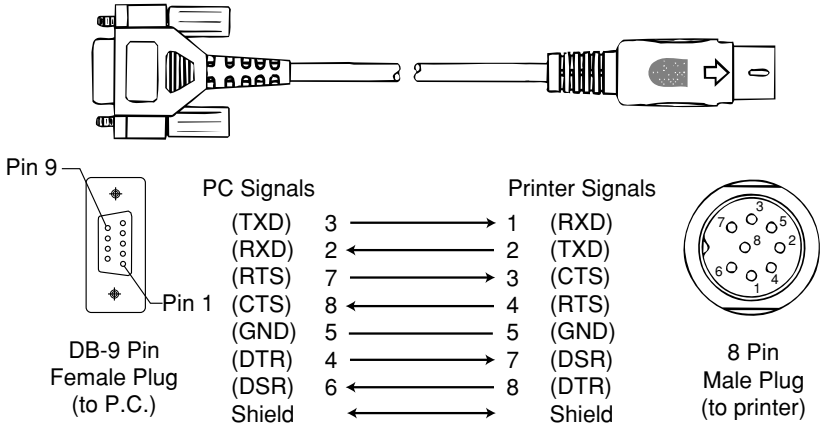 Pin 9
PC Signals Printer Signals
(TXD) 3 1 (RXD)
(RXD) 2 2 (TXD)
(RTS) 7 3 (CTS)
(CTS) 8 4 (RTS)
(GND) 5 5 (GND)
(DTR) 4 7 (DSR)
(DSR) 6 8 (DTR)
Shield Shield
Pin 1
DB-9 Pin
Female Plug
(to P.C.)
3
7 5
8 2
6 4
1
8 Pin
Male Plug
(to printer)